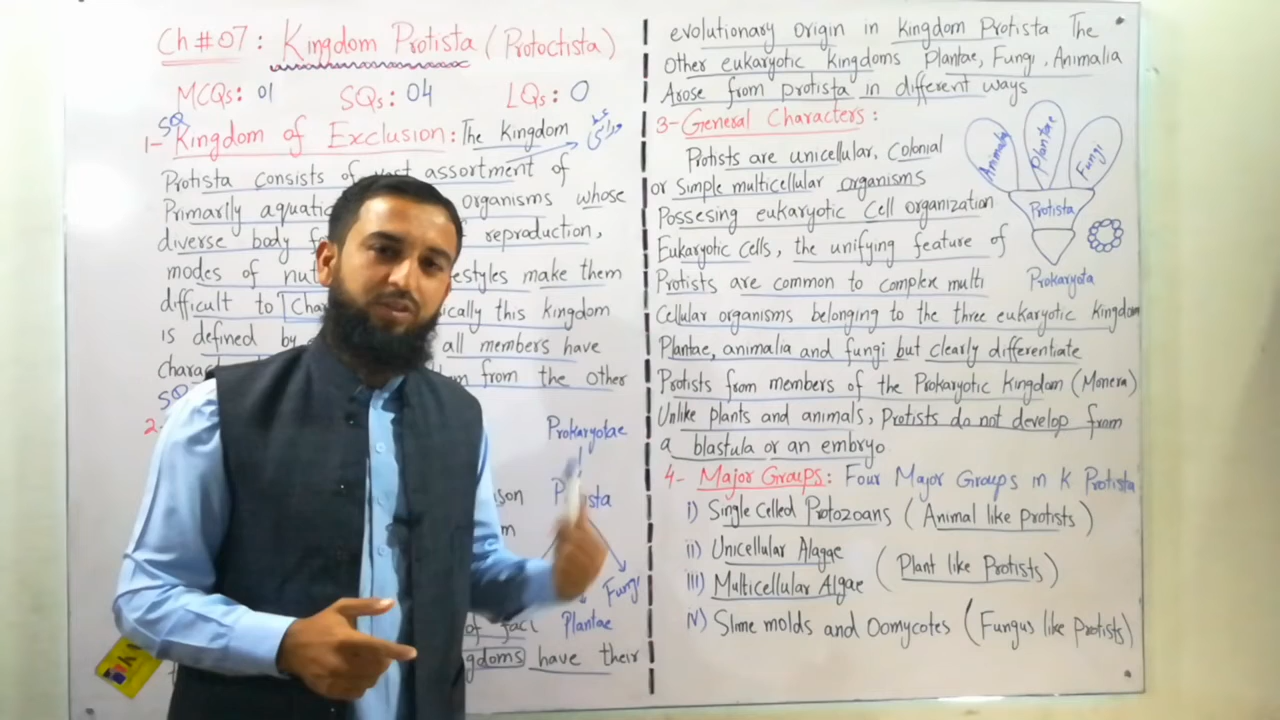 Ch # 07 : Kingdom Protista (Protoctista)
MCQs: 01 SQs: 04 LQs: 0
SQ
1- Kingdom of Exclusion: The Kingdom
Protista consists of vast assortment of
Primarily aquatic organisms whose
diverse body reproduction,
modes of lifestyles make them
difficult to this kingdom
is defined by all members have
from the other
SQ
2-
Prokaryotae
Protista
Fungi
of fact Plantae
have their
evolutionary origin in Kingdom Protista The
Other eukaryotic Kingdoms Plantae, Fungi, Animalia
Arose from protista in different ways
3- General Characters:
Protists are unicellular, Colonial
or Simple multicellular organisms
Possesing eukaryotic Cell organization
Eukaryotic cells, the unifying feature of
Protists are common to complex multi
Cellular organisms belonging to the three eukaryotic Kingdom
Plantae, animalia and fungi but clearly differentiate
Protists from members of the Prokaryotic Kingdom (Monera)
Unlike plants and animals, Protists do not develop from
a blastula or an embryo
Animalia
Plantae
Fungi
Protista
Prokaryota
4- Major Groups: Four Major Groups in K Protista
i) Single Celled Protozoans (Animal like protists)
ii) Unicellular Alagae
(Plant like Protists)
iii) Multicellular Algae
iv) Slime molds and Oomycotes (Fungus like Protists)